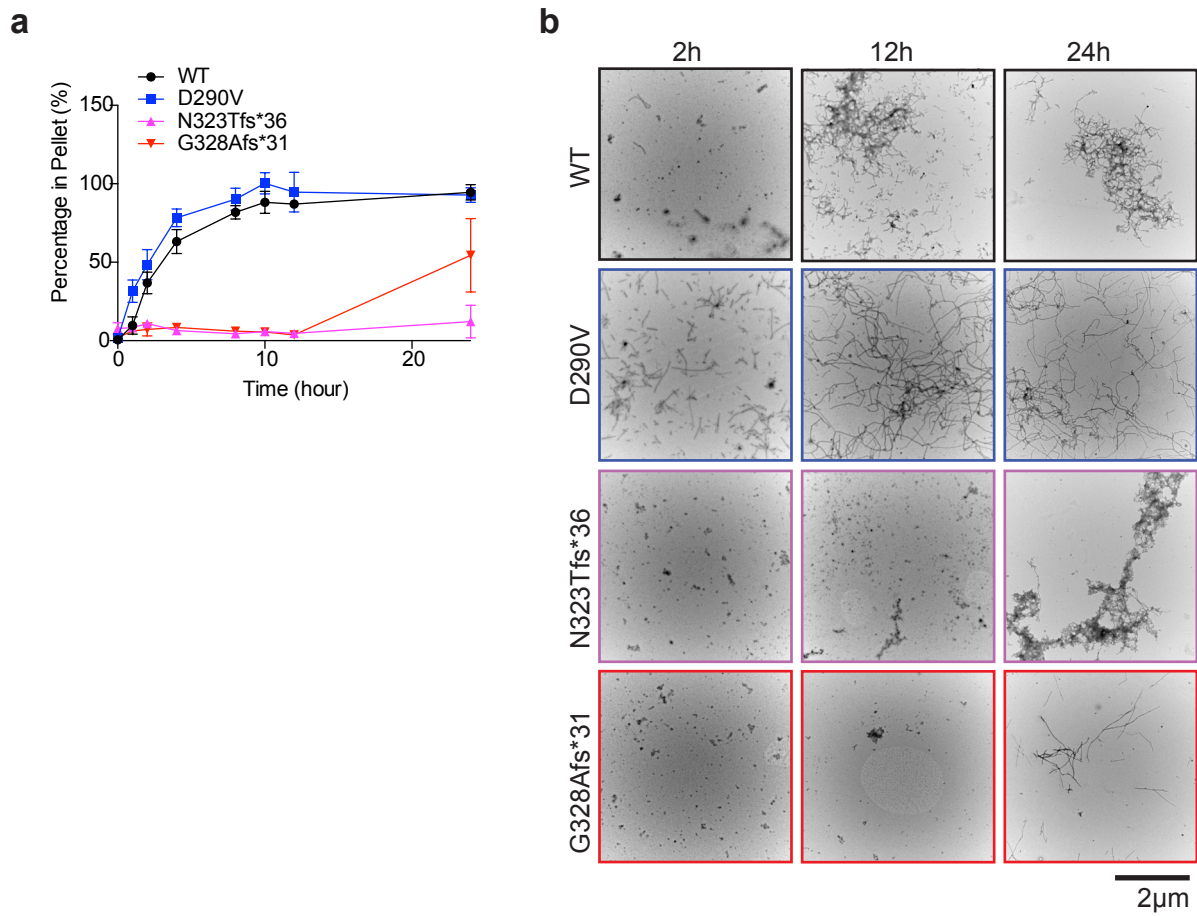 a
WT
D290V
N323Tfs*36
G328Afs*31
Percentage in Pellet (%)
150
100
50
0
0
10
20
Time (hour)
b
2h
12h
24h
WT
D290V
N323Tfs*36
G328Afs*31
2µm